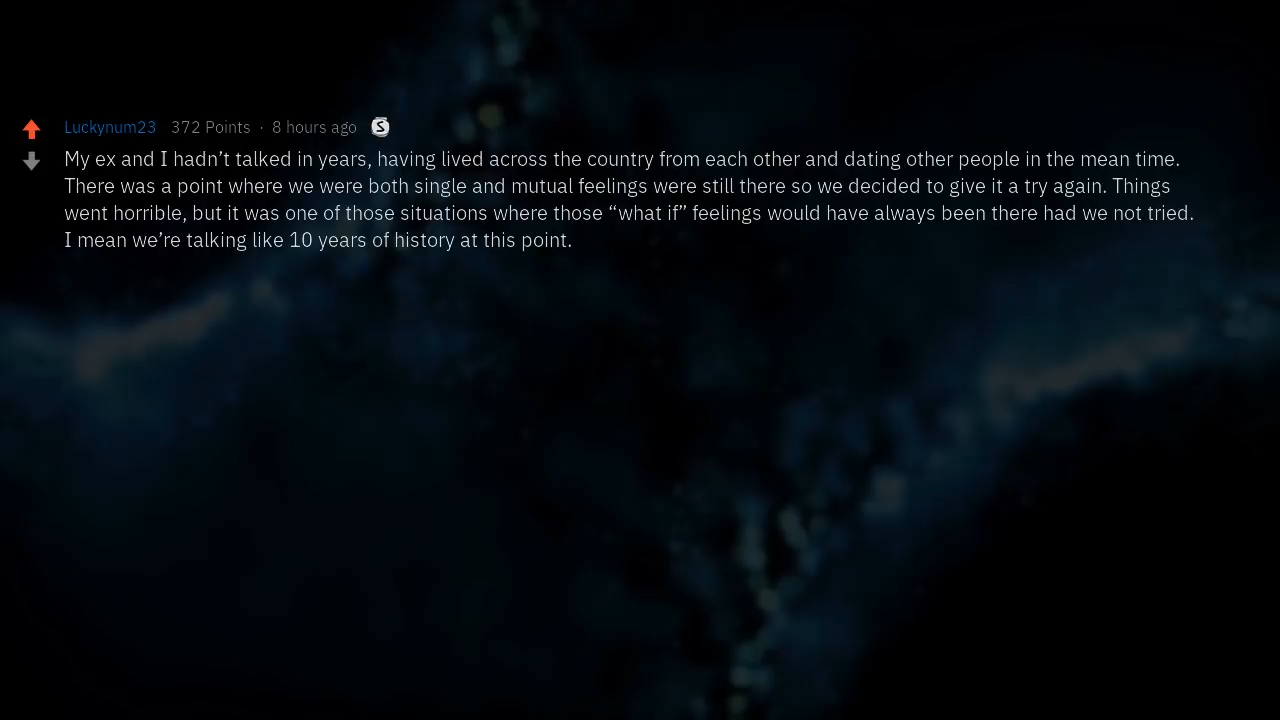 Luckynum23 372 Points · 8 hours ago S
My ex and I hadn’t talked in years, having lived across the country from each other and dating other people in the mean time.
There was a point where we were both single and mutual feelings were still there so we decided to give it a try again. Things
went horrible, but it was one of those situations where those “what if” feelings would have always been there had we not tried.
I mean we’re talking like 10 years of history at this point.